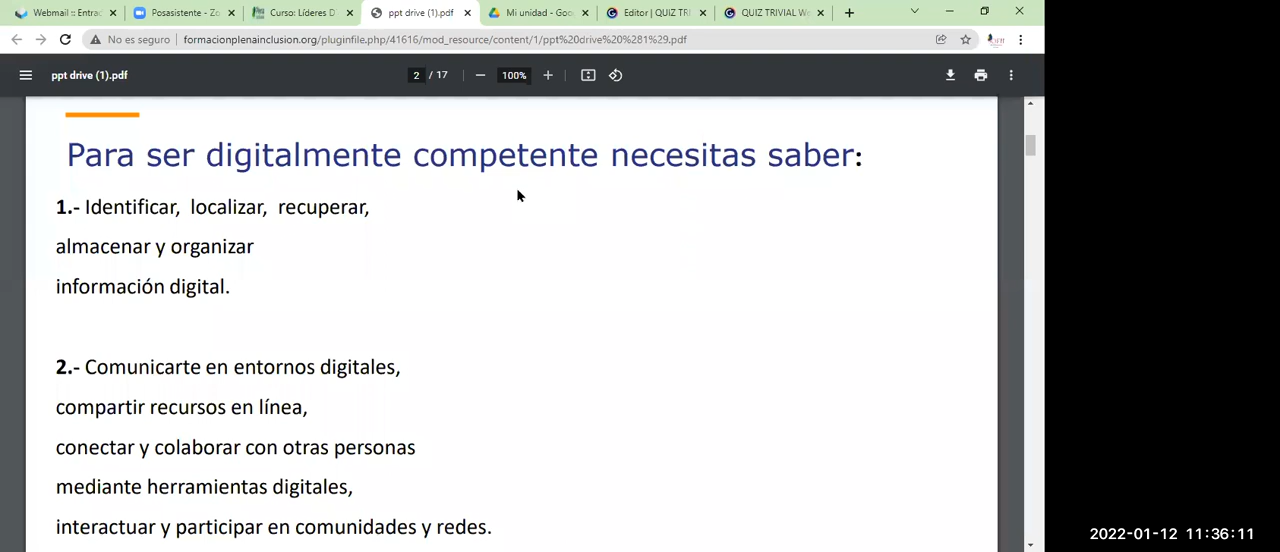 Webmail :: Entrac
Posasistente - Zo
Curso: Líderes D
ppt drive (1).pdf
Mi unidad - Goo
Editor | QUIZ TRI
QUIZ TRIVIAL We
No es seguro | formacionplenainclusion.org/pluginfile.php/41616/mod_resource/content/1/ppt%20drive%20%281%29.pdf
ppt drive (1).pdf
2 / 17
100%
Para ser digitalmente competente necesitas saber:
1.- Identificar, localizar, recuperar,
almacenar y organizar
información digital.
2.- Comunicarte en entornos digitales,
compartir recursos en línea,
conectar y colaborar con otras personas
mediante herramientas digitales,
interactuar y participar en comunidades y redes.
2022-01-12 11:36:11